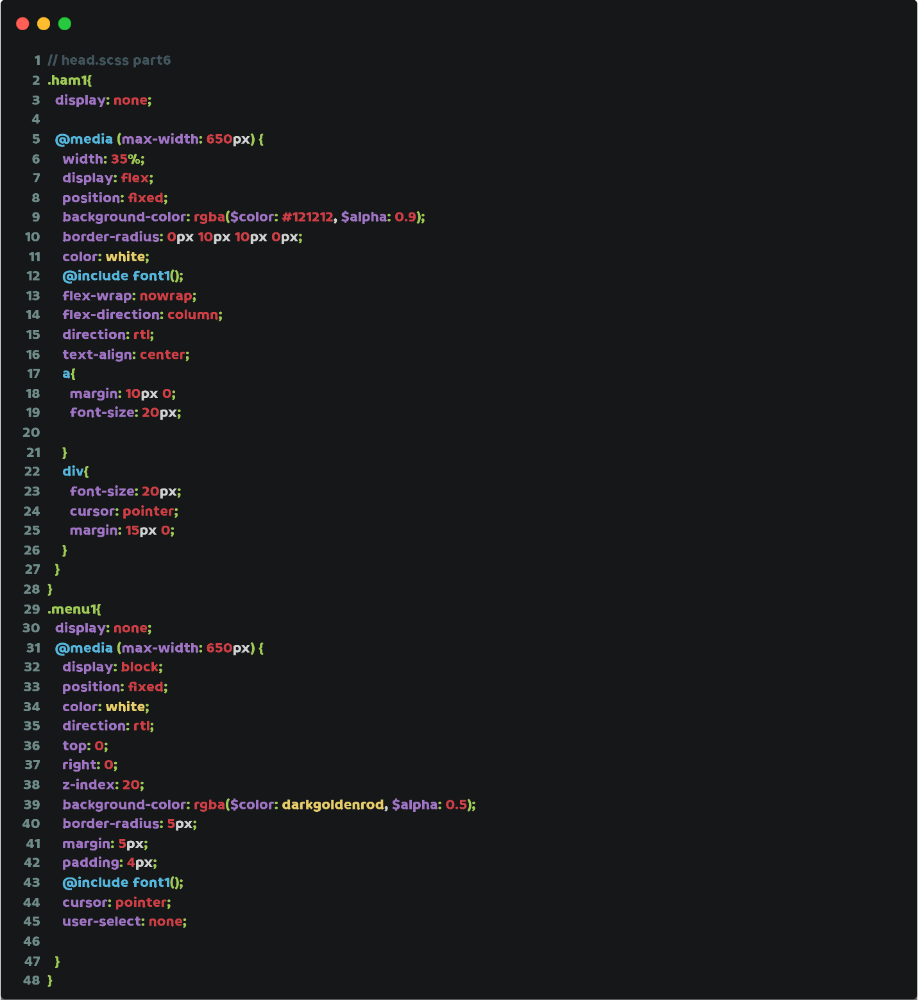 1 // head.scss part6
2 .ham1{
3 display: none;
4
5 @media (max-width: 650px) {
6 width: 35%;
7 display: flex;
8 position: fixed;
9 background-color: rgba($color: #121212, $alpha: 0.9);
10 border-radius: 0px 10px 10px 0px;
11 color: white;
12 @include font1();
13 flex-wrap: nowrap;
14 flex-direction: column;
15 direction: rtl;
16 text-align: center;
17 a{
18 margin: 10px 0;
19 font-size: 20px;
20
21 }
22 div{
23 font-size: 20px;
24 cursor: pointer;
25 margin: 15px 0;
26 }
27 }
28 }
29 .menu1{
30 display: none;
31 @media (max-width: 650px) {
32 display: block;
33 position: fixed;
34 color: white;
35 direction: rtl;
36 top: 0;
37 right: 0;
38 z-index: 20;
39 background-color: rgba($color: darkgoldenrod, $alpha: 0.5);
40 border-radius: 5px;
41 margin: 5px;
42 padding: 4px;
43 @include font1();
44 cursor: pointer;
45 user-select: none;
46
47 }
48 }